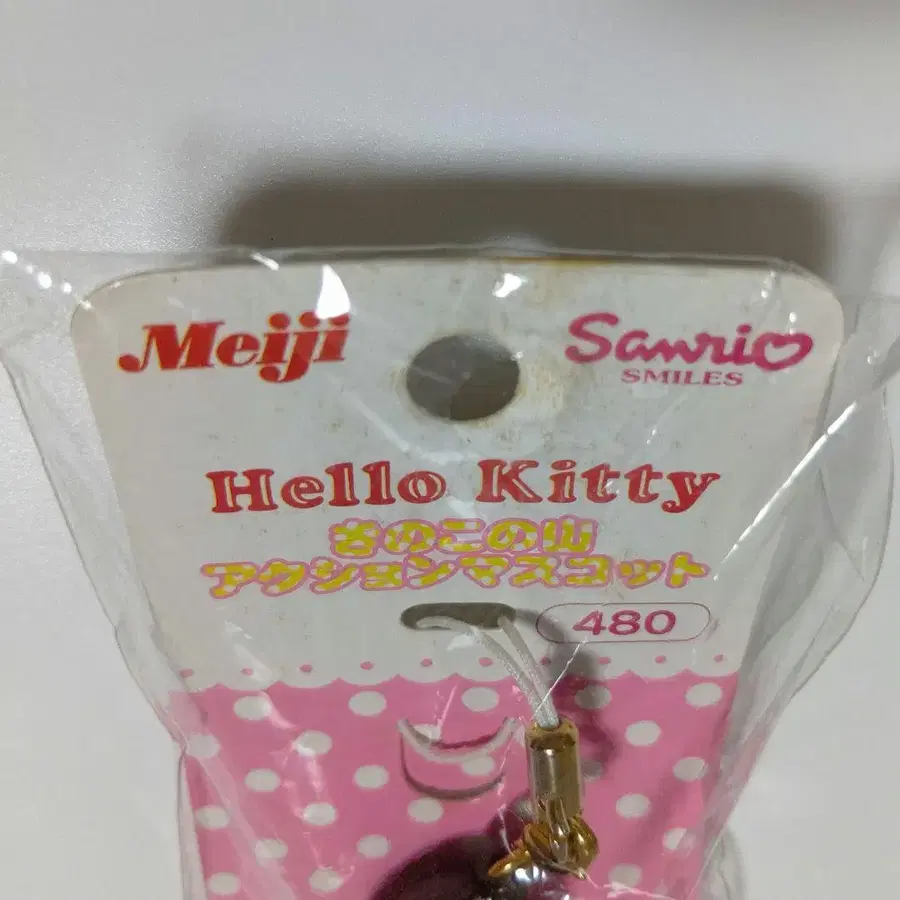 Meiji
Sanrio
SMILES
Hello Kitty
きのこの山
アクションマスコット
480